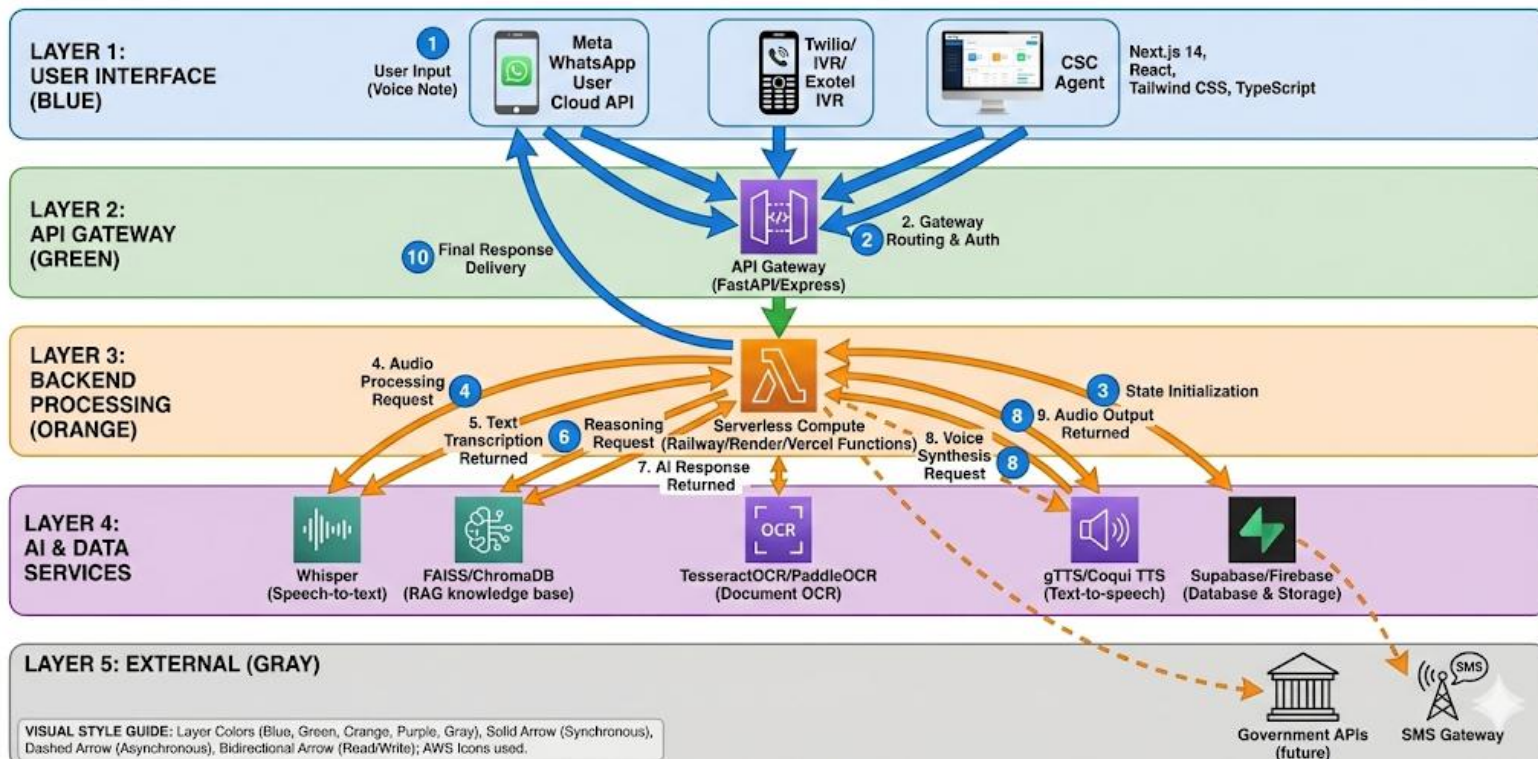 LAYER 1:
USER INTERFACE
(BLUE)
1
User Input
(Voice Note)
Meta
WhatsApp
User
Cloud API
Twilio/
IVR/
Exotel
IVR
CSC
Agent
Next.js 14,
React,
Tailwind CSS, TypeScript
LAYER 2:
API GATEWAY
(GREEN)
10
Final Response
Delivery
</>
2
2. Gateway
Routing & Auth
API Gateway
(FastAPI/Express)
LAYER 3:
BACKEND
PROCESSING
(ORANGE)
4. Audio
Processing
Request
4
5. Text
Transcription
Returned
6
Reasoning
Request
7. AI Response
Returned
Serverless Compute
(Railway/Render/Vercel Functions)
3
State Initialization
8
9. Audio Output
Returned
8. Voice
Synthesis
Request
8
LAYER 4:
AI & DATA
SERVICES
Whisper
(Speech-to-text)
FAISS/ChromaDB
(RAG knowledge base)
OCR
TesseractOCR/PaddleOCR
(Document OCR)
gTTS/Coqui TTS
(Text-to-speech)
Supabase/Firebase
(Database & Storage)
LAYER 5: EXTERNAL (GRAY)
VISUAL STYLE GUIDE: Layer Colors (Blue, Green, Orange, Purple, Gray), Solid Arrow (Synchronous),
Dashed Arrow (Asynchronous), Bidirectional Arrow (Read/Write); AWS Icons used.
Government APIs
(future)
SMS
SMS Gateway